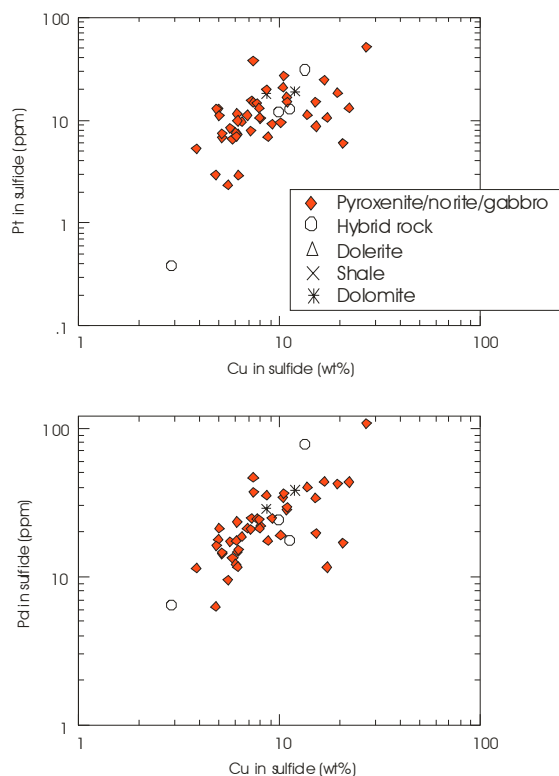 100
10
1
.1
Pt in sulfide (ppm)
Pyroxenite/norite/gabbro
Hybrid rock
Dolerite
Shale
Dolomite
1
10
100
Cu in sulfide (wt%)
100
10
1
Pd in sulfide (ppm)
1
10
100
Cu in sulfide (wt%)